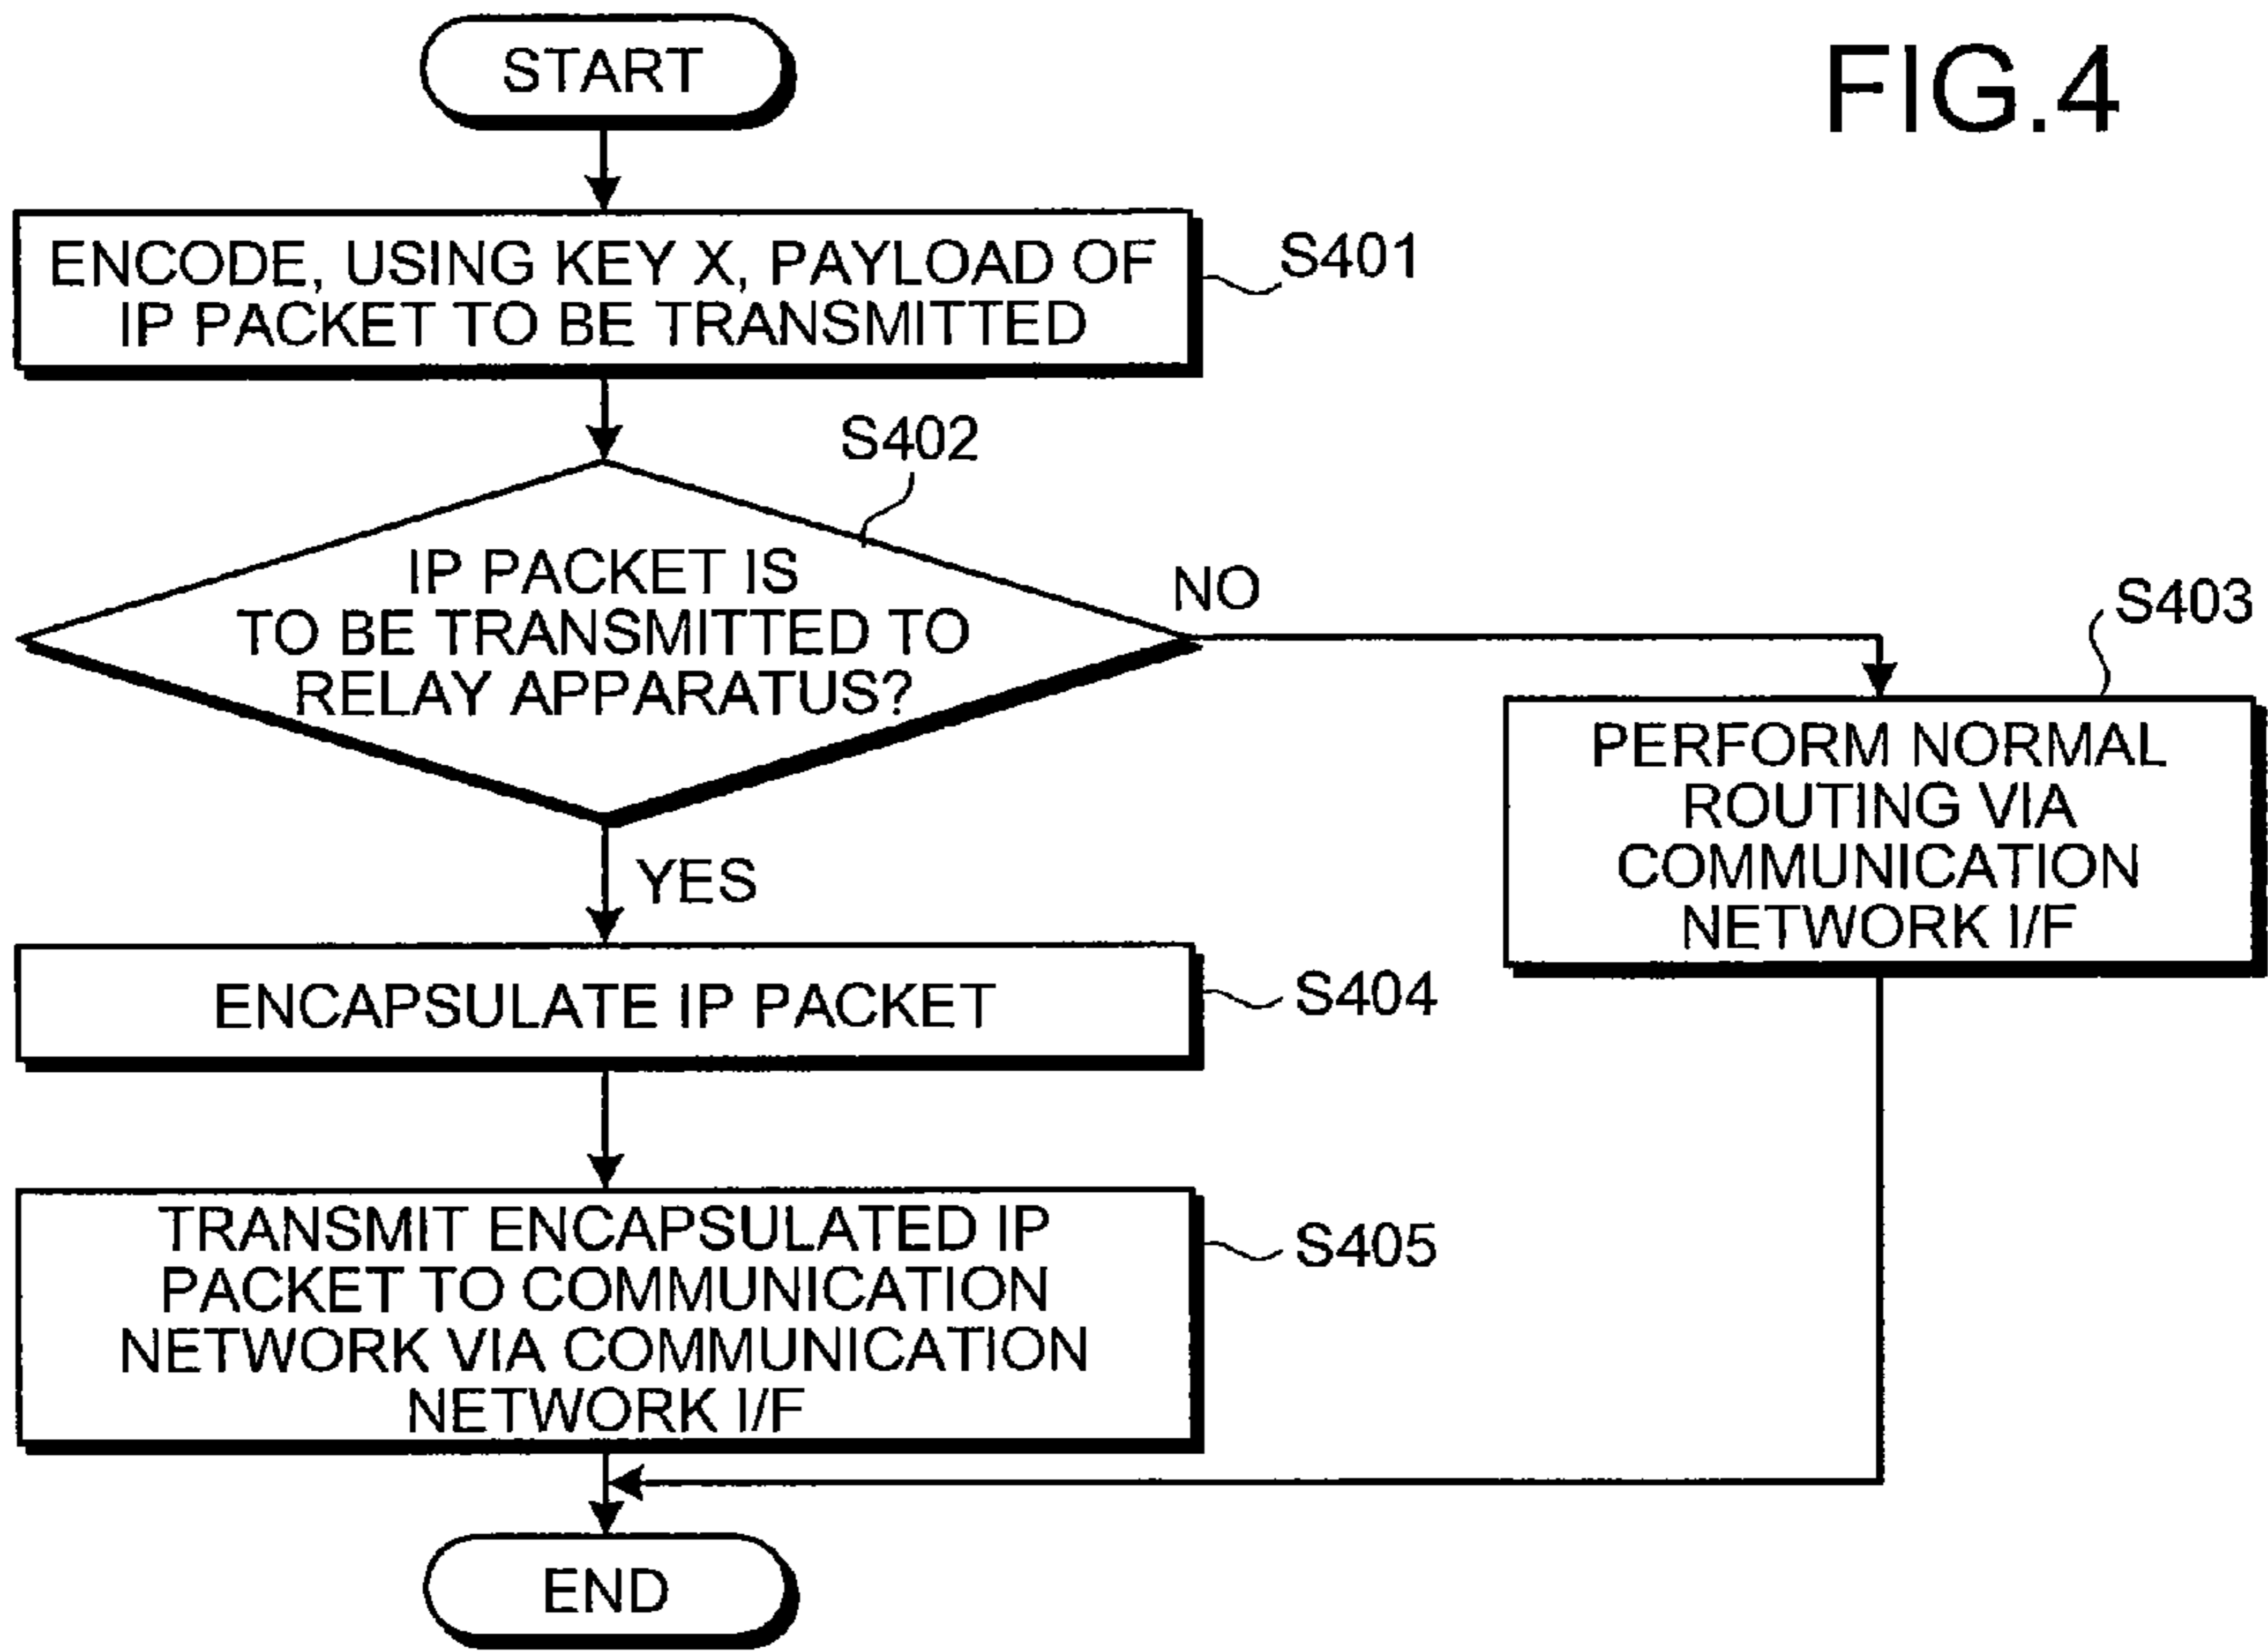 FIG.4
START
ENCODE, USING KEY X, PAYLOAD OF
IP PACKET TO BE TRANSMITTED
S401
S402
IP PACKET IS
TO BE TRANSMITTED TO
RELAY APPARATUS?
NO
S403
PERFORM NORMAL
ROUTING VIA
COMMUNICATION
NETWORK I/F
YES
ENCAPSULATE IP PACKET
S404
TRANSMIT ENCAPSULATED IP
PACKET TO COMMUNICATION
NETWORK VIA COMMUNICATION
NETWORK I/F
S405
END